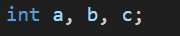 int a, b, c;